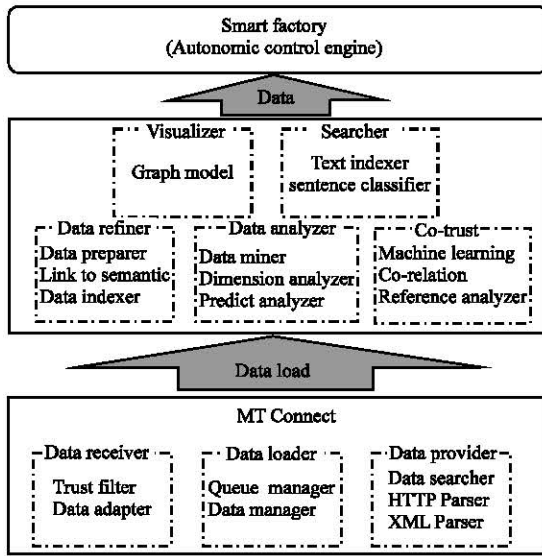 Smart factory
(Autonomic control engine)
Data
Visualizer
Graph model
Searcher
Text indexer
sentence classifier
Data refiner
Data preparer
Link to semantic
Data indexer
Data analyzer
Data miner
Dimension analyzer
Predict analyzer
Co-trust
Machine learning
Co-relation
Reference analyzer
Data load
MT Connect
Data receiver
Trust filter
Data adapter
Data loader
Queue manager
Data manager
Data provider
Data searcher
HTTP Parser
XML Parser